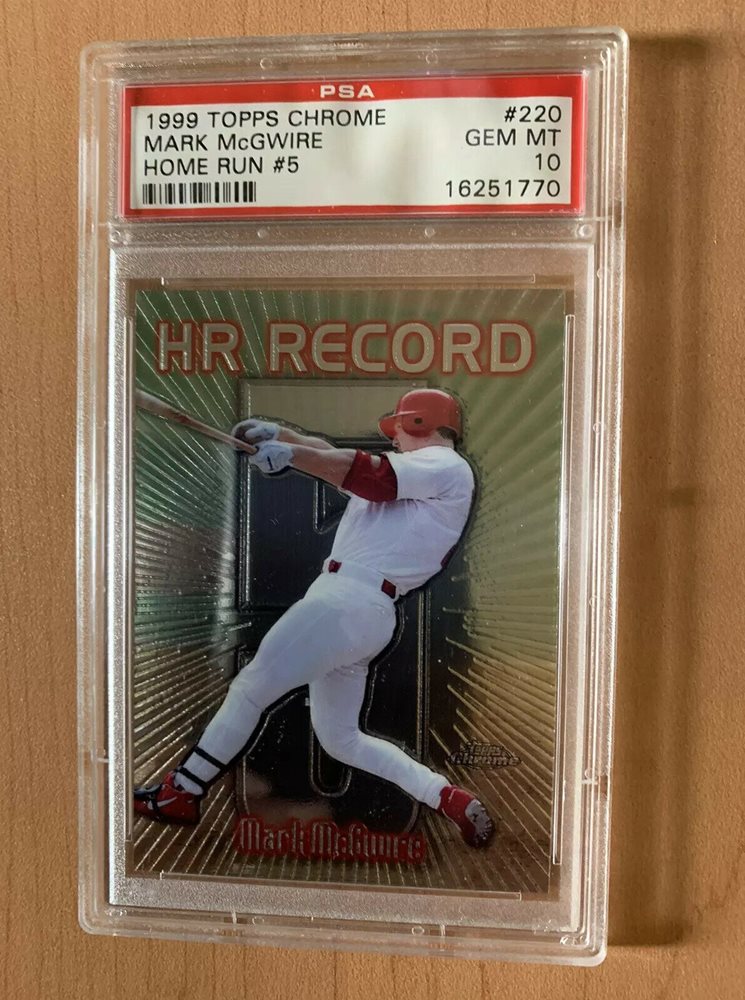 PSA
1999 TOPPS CHROME #220
MARK McGWIRE GEM MT
HOME RUN #5 10
16251770
HR RECORD
5
Topps
Chrome
Mark McGwire